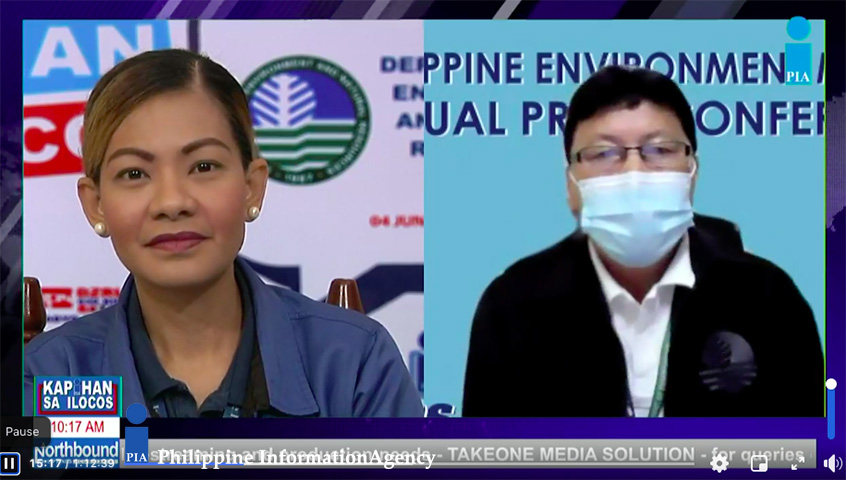 AN
CO
DE
EN
AN
R
04 JUN
PPINE ENVIRONMEN
UAL PR CONFER
PIA
KAPIHAN
SA ILOCOS
10:17 AM
Northbound
Pause
15:17 / 1:12:39
PIA
Philippine Information Agency
- TAKEONE MEDIA SOLUTION - for queries